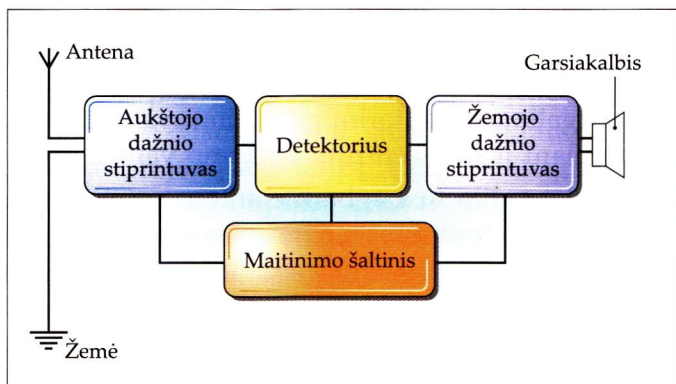 Antena
Garsiakalbis
Aukštojo
dažnio
stiprintuvas
Detektorius
Žemojo
dažnio
stiprintuvas
Maitinimo šaltinis
Žemė